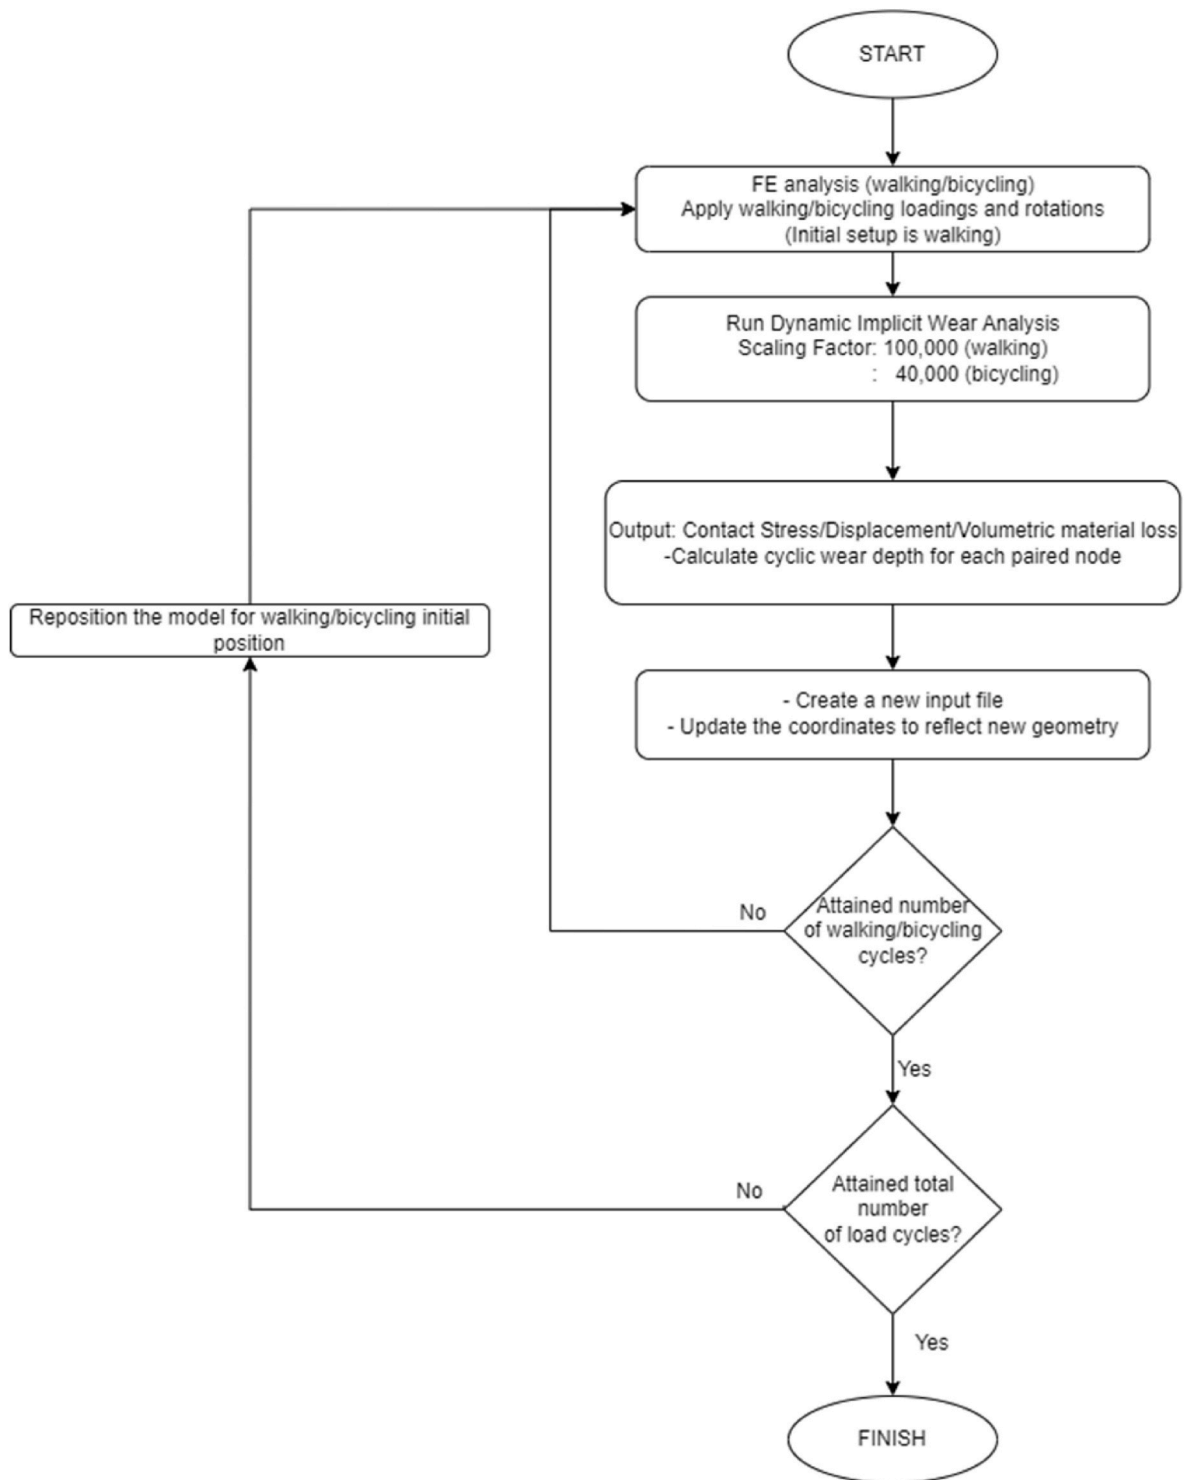 START
FE analysis (walking/bicycling)
Apply walking/bicycling loadings and rotations
(Initial setup is walking)
Run Dynamic Implicit Wear Analysis
Scaling Factor: 100,000 (walking)
: 40,000 (bicycling)
Output: Contact Stress/Displacement/Volumetric material loss
-Calculate cyclic wear depth for each paired node
Reposition the model for walking/bicycling initial
position
- Create a new input file
- Update the coordinates to reflect new geometry
No
Attained number
of walking/bicycling
cycles?
Yes
No
Attained total
number
of load cycles?
Yes
FINISH